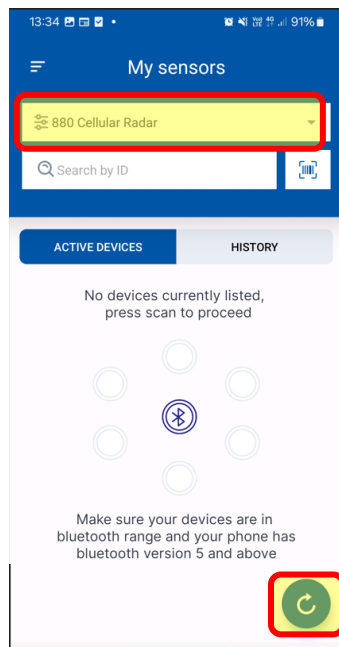 13:34 91%
My sensors
880 Cellular Radar
Search by ID
ACTIVE DEVICES HISTORY
No devices currently listed,
press scan to proceed
Make sure your devices are in
bluetooth range and your phone has
bluetooth version 5 and above